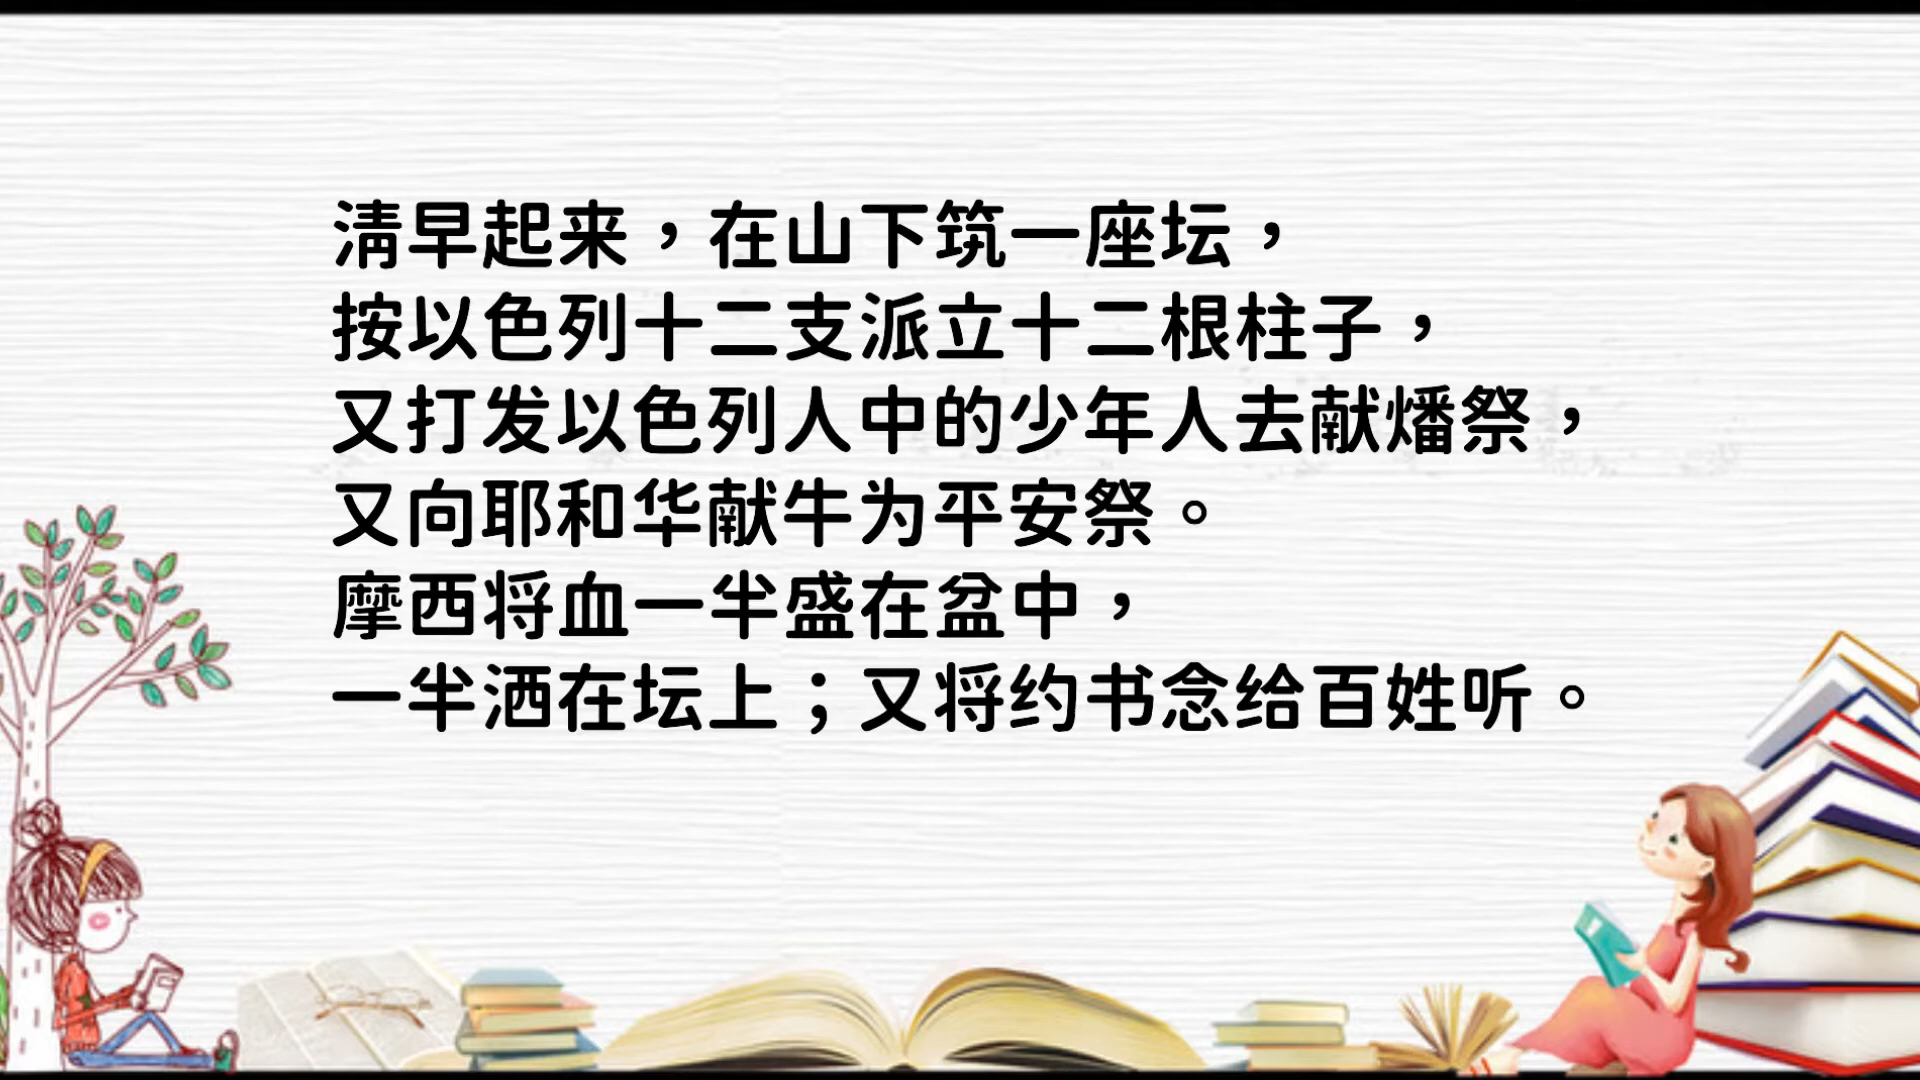 清早起来，在山下筑一座坛，
按以色列十二支派立十二根柱子，
又打发以色列人中的少年人去献燔祭，
又向耶和华献牛为平安祭。
摩西将血一半盛在盆中，
一半洒在坛上；又将约书念给百姓听。